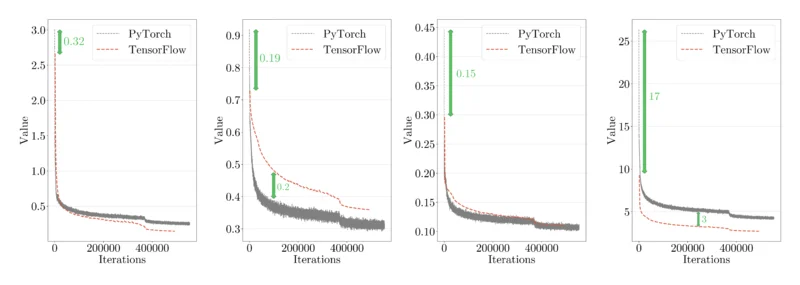 3.0
2.5
2.0
1.5
1.0
0.5
Value
0
200000
400000
Iterations
PyTorch
TensorFlow
0.32
0.9
0.8
0.7
0.6
0.5
0.4
0.3
Value
0
200000
400000
Iterations
PyTorch
TensorFlow
0.19
0.2
0.45
0.40
0.35
0.30
0.25
0.20
0.15
0.10
Value
0
200000
400000
Iterations
PyTorch
TensorFlow
0.15
25
20
15
10
5
Value
0
200000
400000
Iterations
PyTorch
TensorFlow
17
3